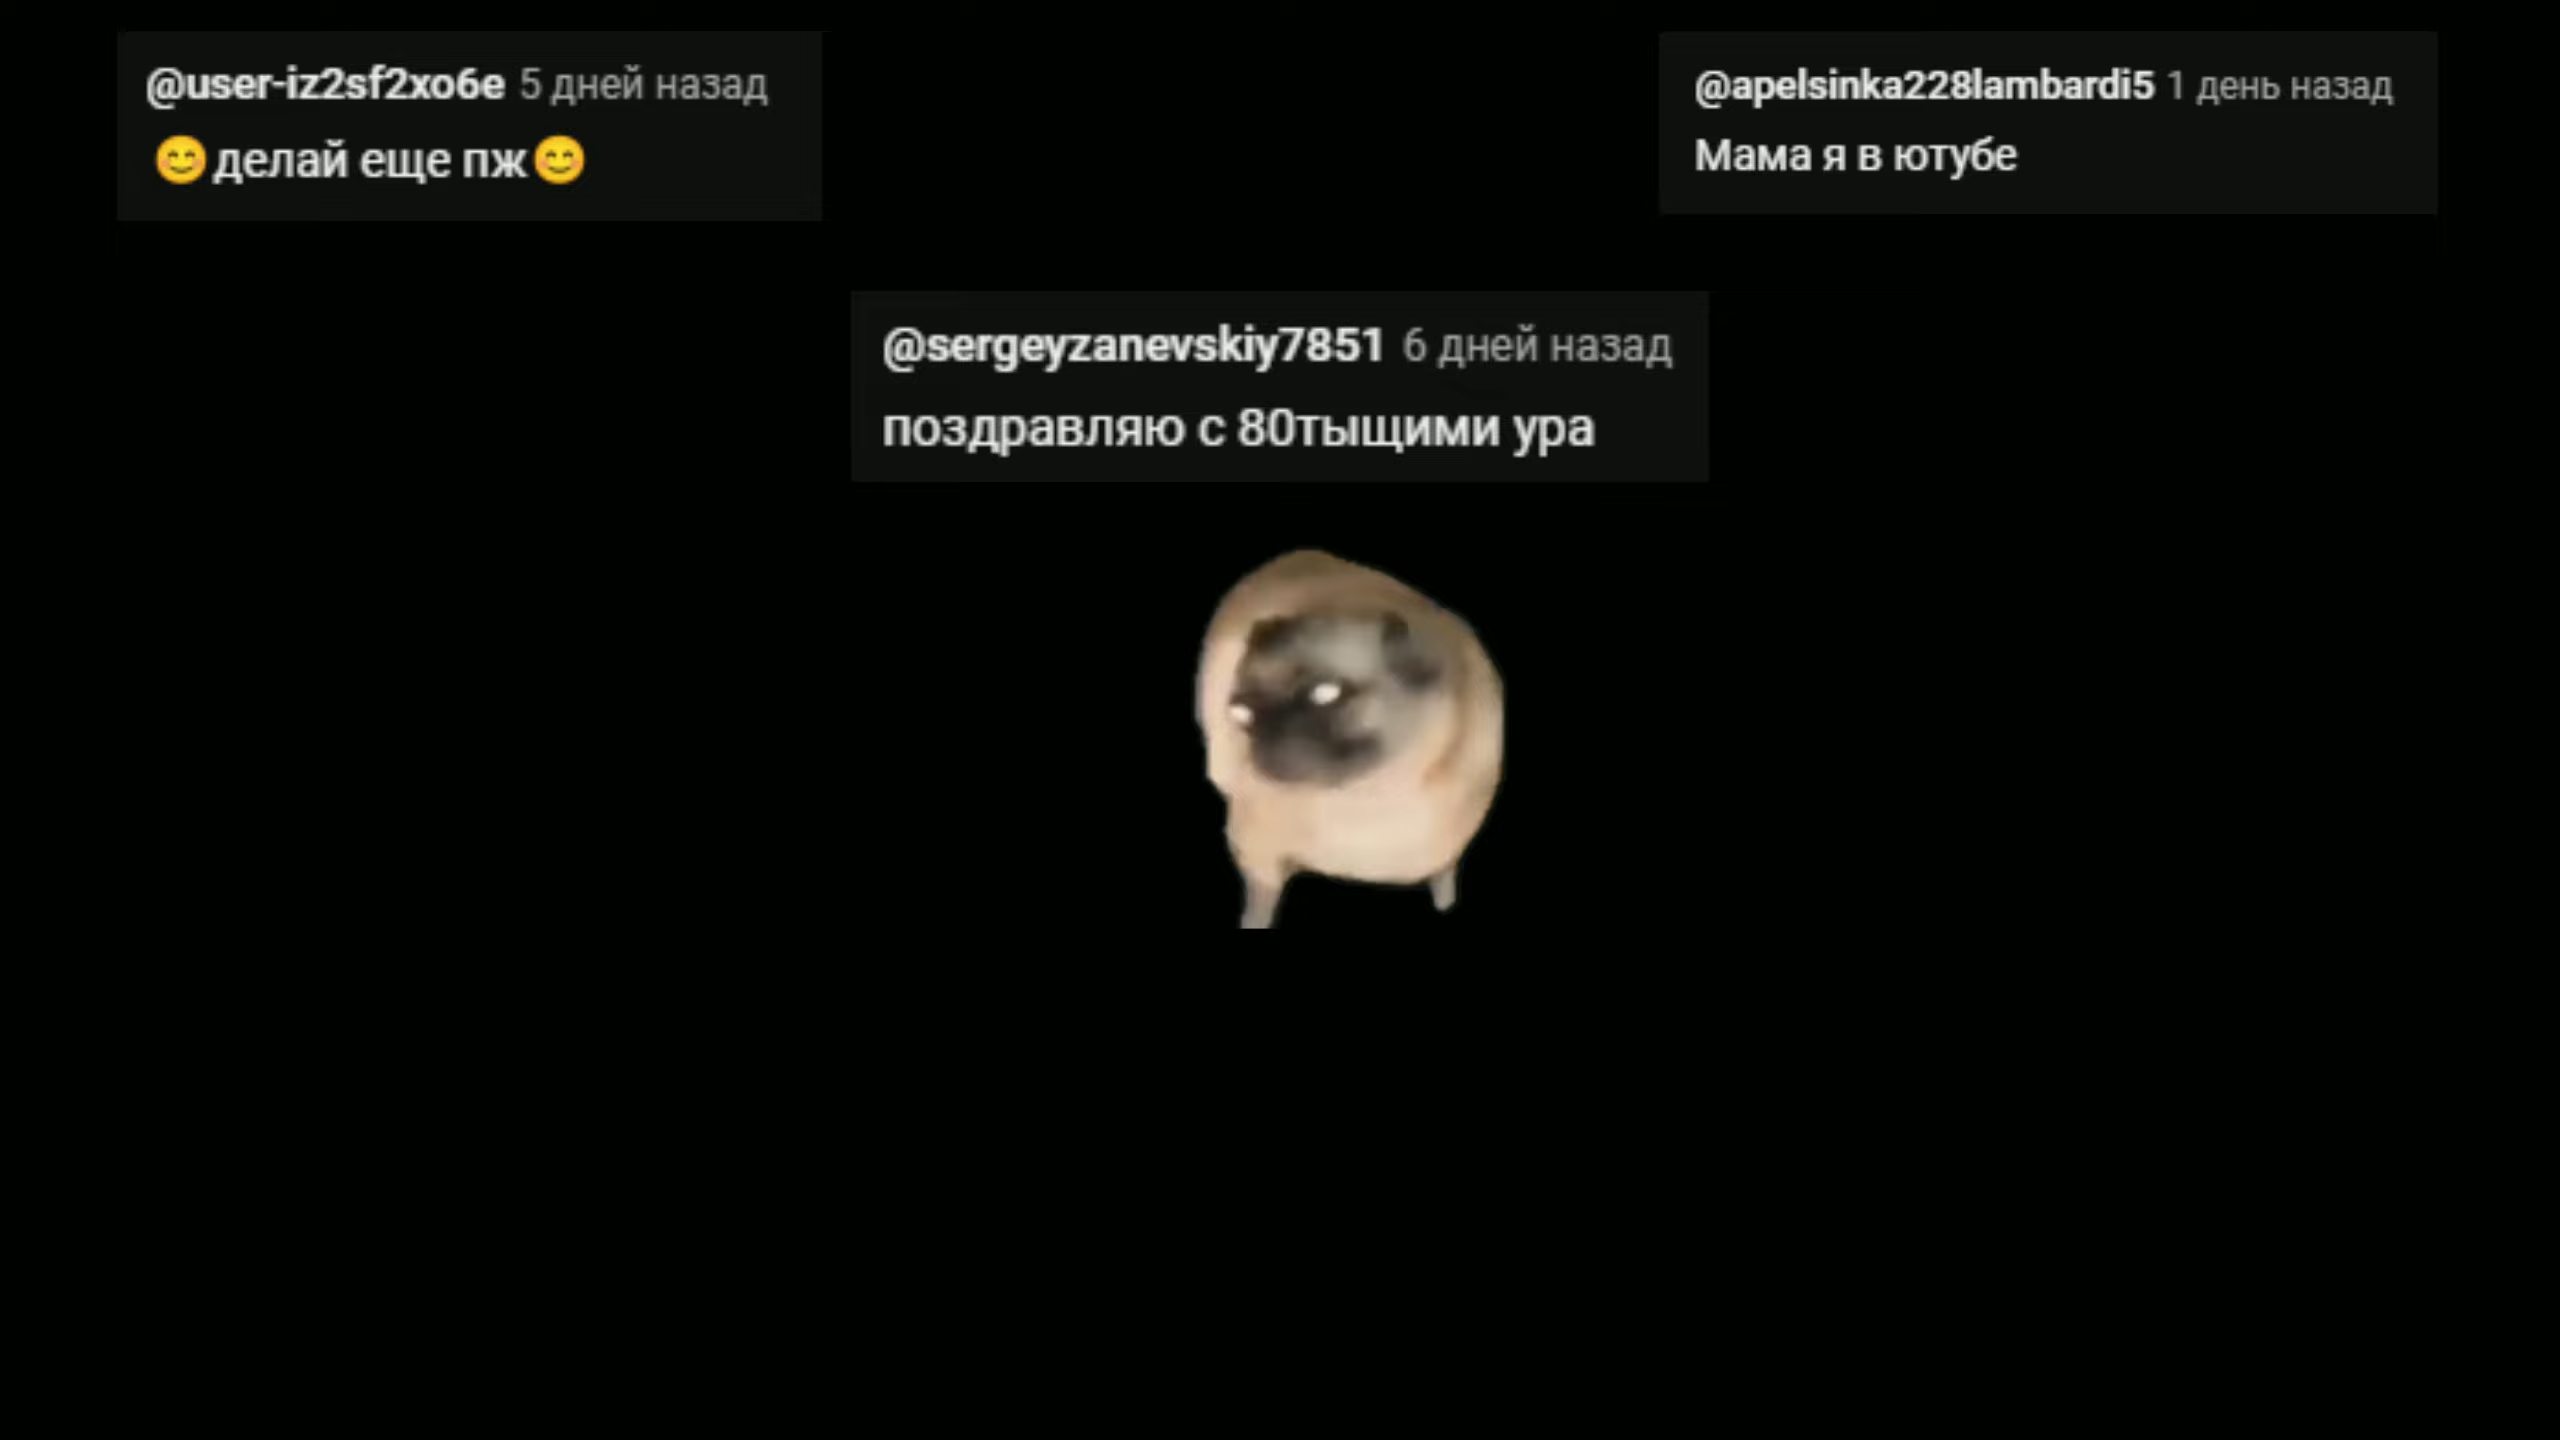 @user-iz2sf2xo6e 5 дней назад
😊делай еще пж😊
@apelsinka228lambardi5 1 день назад
Мама я в ютубе
@sergeyzanevskiy7851 6 дней назад
поздравляю с 80тыщими ура